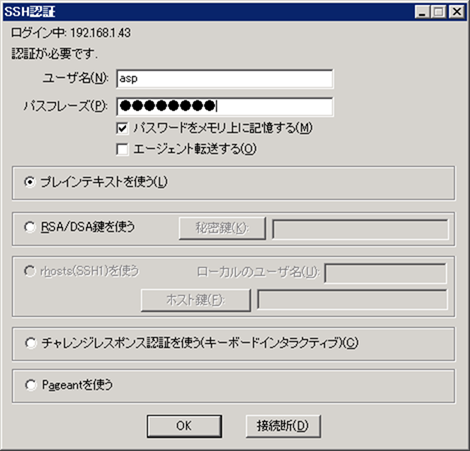 SSH認証
ログイン中: 192.168.1.43
認証が必要です.
ユーザ名(N): asp
パスフレーズ(P): ●●●●●●●●
パスワードをメモリ上に記憶する(M)
エージェント転送する(O)
プレインテキストを使う(L)
RSA/DSA鍵を使う 秘密鍵(K):
rhosts(SSH1)を使う ローカルのユーザ名(U):
ホスト鍵(F):
チャレンジレスポンス認証を使う(キーボードインタラクティブ)(C)
Pageantを使う
OK 接続断(D)